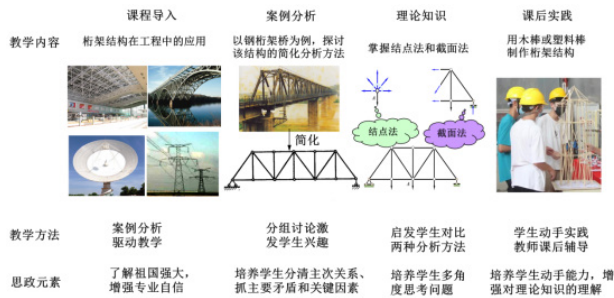 课程导入 案例分析 理论知识 课后实践
教学内容
桁架结构在工程中的应用
以钢桁架桥为例，探讨
该结构的简化分析方法
掌握结点法和截面法
用木棒或塑料棒
制作桁架结构
结点法
截面法
简化
教学方法
案例分析
驱动教学
分组讨论激
发学生兴趣
启发学生对比
两种分析方法
学生动手实践
教师课后辅导
思政元素
了解祖国强大，
增强专业自信
培养学生分清主次关系、
抓主要矛盾和关键因素
培养学生多角
度思考问题
培养学生动手能力，增
强对理论知识的理解